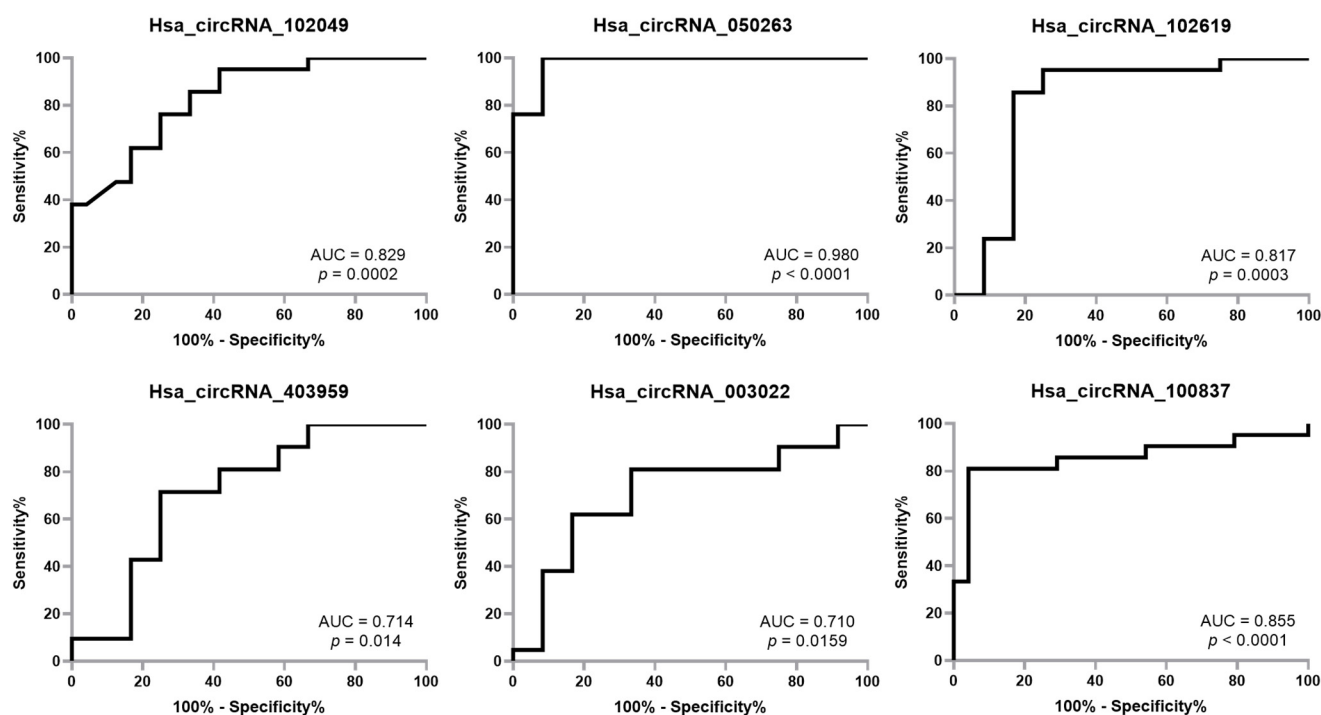 Hsa_circRNA_102049
Sensitivity%
100
80
60
40
20
0
0 20 40 60 80 100
100% - Specificity%
AUC = 0.829
p = 0.0002
Hsa_circRNA_050263
Sensitivity%
100
80
60
40
20
0
0 20 40 60 80 100
100% - Specificity%
AUC = 0.980
p < 0.0001
Hsa_circRNA_102619
Sensitivity%
100
80
60
40
20
0
0 20 40 60 80 100
100% - Specificity%
AUC = 0.817
p = 0.0003
Hsa_circRNA_403959
Sensitivity%
100
80
60
40
20
0
0 20 40 60 80 100
100% - Specificity%
AUC = 0.714
p = 0.014
Hsa_circRNA_003022
Sensitivity%
100
80
60
40
20
0
0 20 40 60 80 100
100% - Specificity%
AUC = 0.710
p = 0.0159
Hsa_circRNA_100837
Sensitivity%
100
80
60
40
20
0
0 20 40 60 80 100
100% - Specificity%
AUC = 0.855
p < 0.0001